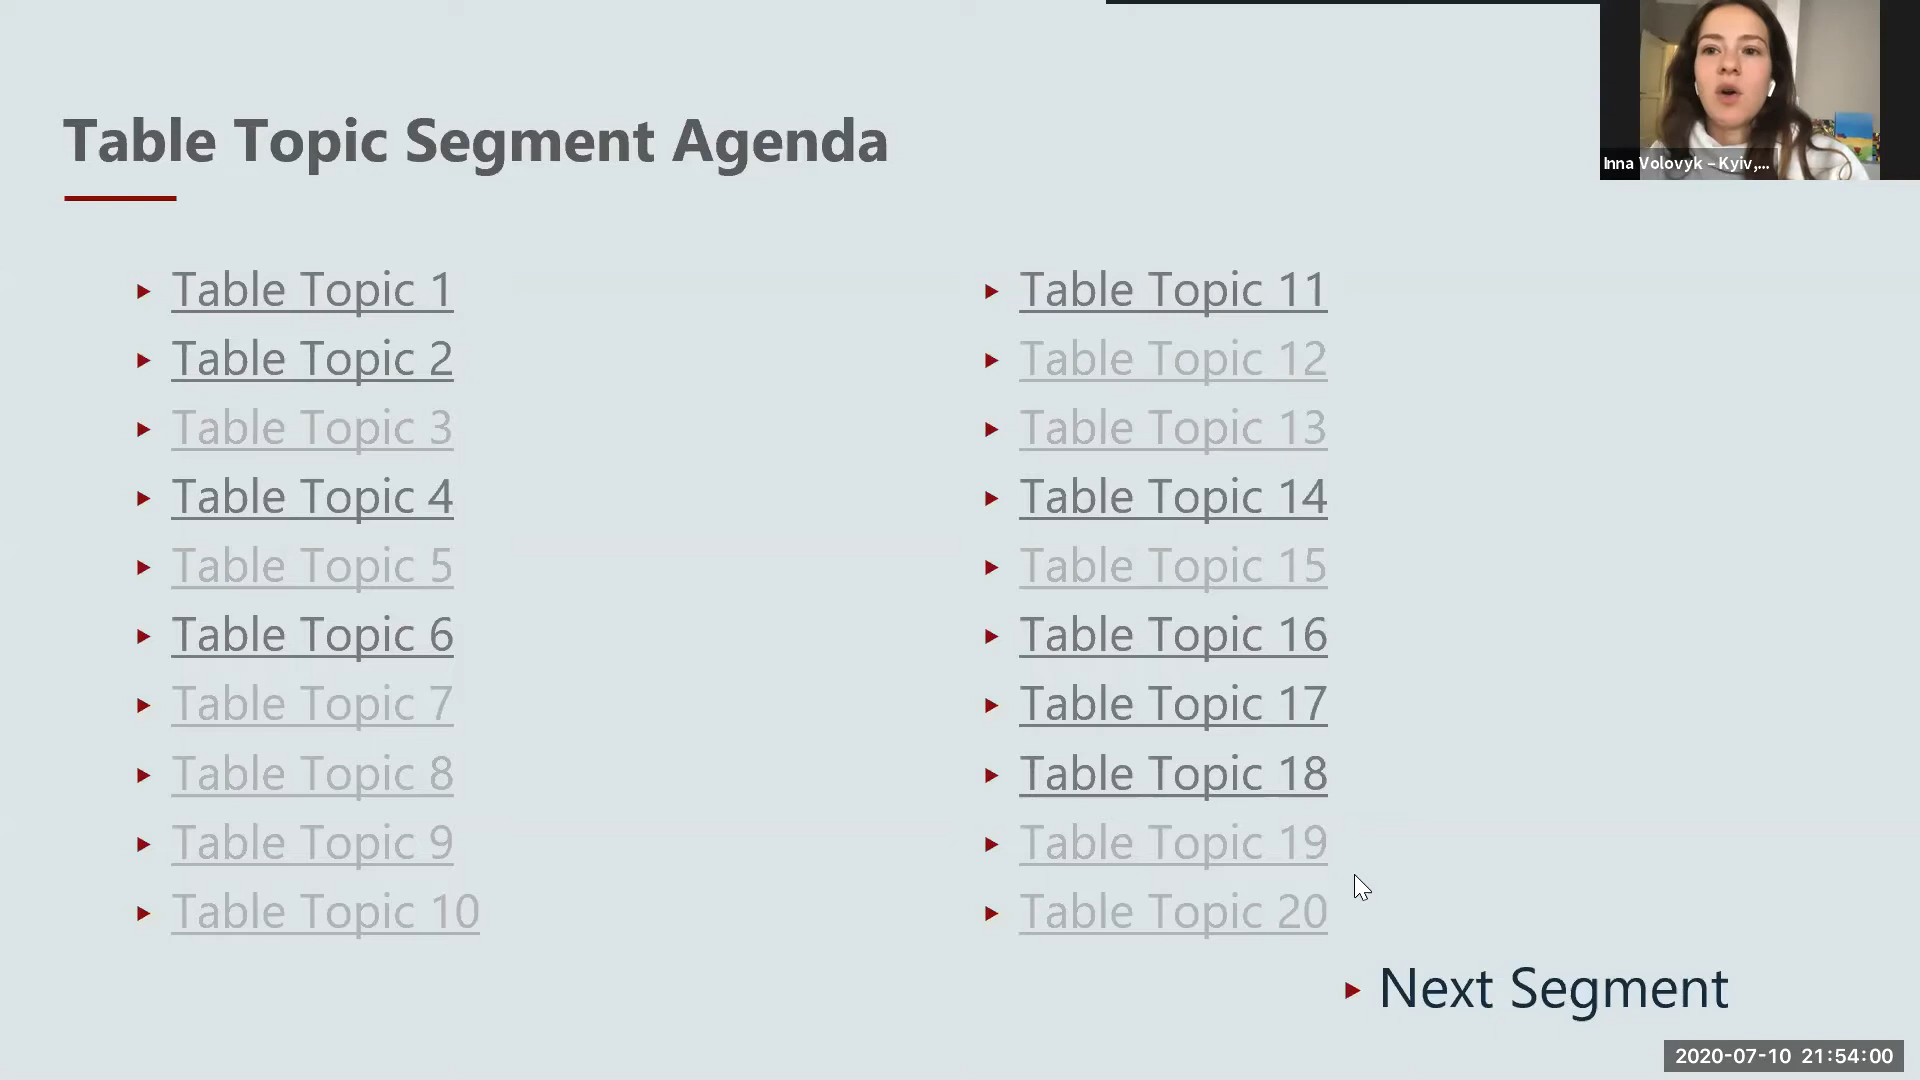 Table Topic Segment Agenda
Inna Volovyk – Kyiv,...
Table Topic 1
Table Topic 2
Table Topic 3
Table Topic 4
Table Topic 5
Table Topic 6
Table Topic 7
Table Topic 8
Table Topic 9
Table Topic 10
Table Topic 11
Table Topic 12
Table Topic 13
Table Topic 14
Table Topic 15
Table Topic 16
Table Topic 17
Table Topic 18
Table Topic 19
Table Topic 20
Next Segment
2020-07-10 21:54:00